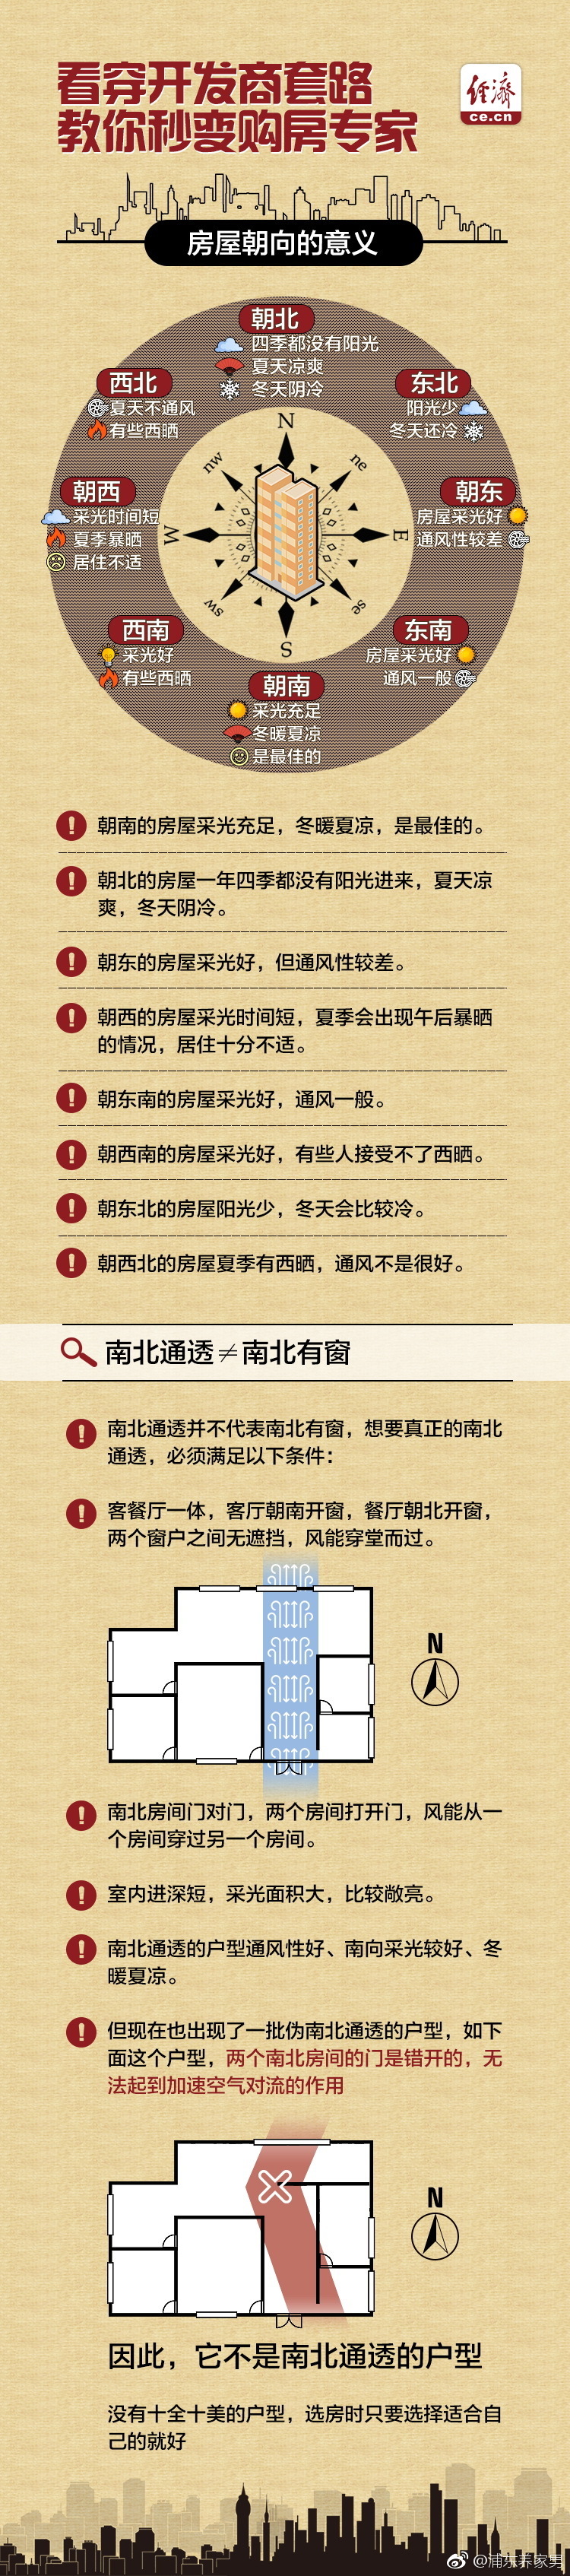 看穿开发商套路
教你秒变购房专家
经济
ce.cn
房屋朝向的意义
朝北
四季都没有阳光
夏天凉爽
冬天阴冷
西北
夏天不通风
有些西晒
东北
阳光少
冬天还冷
朝西
采光时间短
夏季暴晒
居住不适
朝东
房屋采光好
通风性较差
西南
采光好
有些西晒
东南
房屋采光好
通风一般
朝南
采光充足
冬暖夏凉
是最佳的
N
nw
ne
W
E
sw
se
S
朝南的房屋采光充足，冬暖夏凉，是最佳的。
朝北的房屋一年四季都没有阳光进来，夏天凉
爽，冬天阴冷。
朝东的房屋采光好，但通风性较差。
朝西的房屋采光时间短，夏季会出现午后暴晒
的情况，居住十分不适。
朝东南的房屋采光好，通风一般。
朝西南的房屋采光好，有些人接受不了西晒。
朝东北的房屋阳光少，冬天会比较冷。
朝西北的房屋夏季有西晒，通风不是很好。
南北通透≠南北有窗
南北通透并不代表南北有窗，想要真正的南北
通透，必须满足以下条件：
客餐厅一体，客厅朝南开窗，餐厅朝北开窗，
两个窗户之间无遮挡，风能穿堂而过。
N
南北房间门对门，两个房间打开门，风能从一
个房间穿过另一个房间。
室内进深短，采光面积大，比较敞亮。
南北通透的户型通风性好、南向采光较好、冬
暖夏凉。
但现在也出现了一批伪南北通透的户型，如下
面这个户型，两个南北房间的门是错开的，无
法起到加速空气对流的作用
N
因此，它不是南北通透的户型
没有十全十美的户型，选房时只要选择适合自
己的就好
@浦东养家男